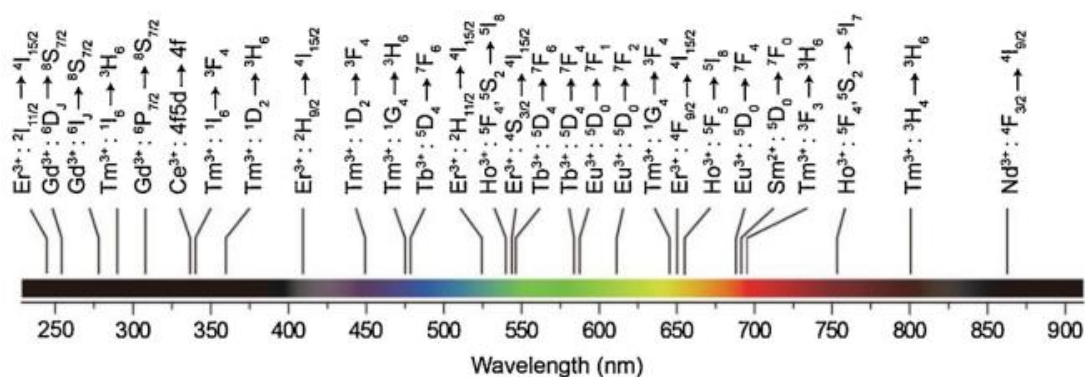 Er³⁺ : ²I₁₁/₂ → ⁴I₁₅/₂
Gd³⁺ : ⁶D_J → ⁸S₇/₂
Gd³⁺ : ⁶I_J → ⁸S₇/₂
Tm³⁺ : ¹I₆ → ³H₆
Gd³⁺ : ⁶P₇/₂ → ⁸S₇/₂
Ce³⁺ : 4f5d → 4f
Tm³⁺ : ¹I₆ → ³F₄
Tm³⁺ : ¹D₂ → ³H₆
Er³⁺ : ²H₉/₂ → ⁴I₁₅/₂
Tm³⁺ : ¹D₂ → ³F₄
Tm³⁺ : ¹G₄ → ³H₆
Tb³⁺ : ⁵D₄ → ⁷F₆
Er³⁺ : ²H₁₁/₂ → ⁴I₁₅/₂
Ho³⁺ : ⁵F₄, ⁵S₂ → ⁵I₈
Er³⁺ : ⁴S₃/₂ → ⁴I₁₅/₂
Tb³⁺ : ⁵D₄ → ⁷F₆
Tb³⁺ : ⁵D₄ → ⁷F₄
Eu³⁺ : ⁵D₀ → ⁷F₁
Eu³⁺ : ⁵D₀ → ⁷F₂
Tm³⁺ : ¹G₄ → ³F₄
Er³⁺ : ⁴F₉/₂ → ⁴I₁₅/₂
Ho³⁺ : ⁵F₅ → ⁵I₈
Eu³⁺ : ⁵D₀ → ⁷F₄
Sm²⁺ : ⁵D₀ → ⁷F₀
Tm³⁺ : ³F₃ → ³H₆
Ho³⁺ : ⁵F₄, ⁵S₂ → ⁵I₇
Tm³⁺ : ³H₄ → ³H₆
Nd³⁺ : ⁴F₃/₂ → ⁴I₉/₂
250 300 350 400 450 500 550 600 650 700 750 800 850 900
Wavelength (nm)